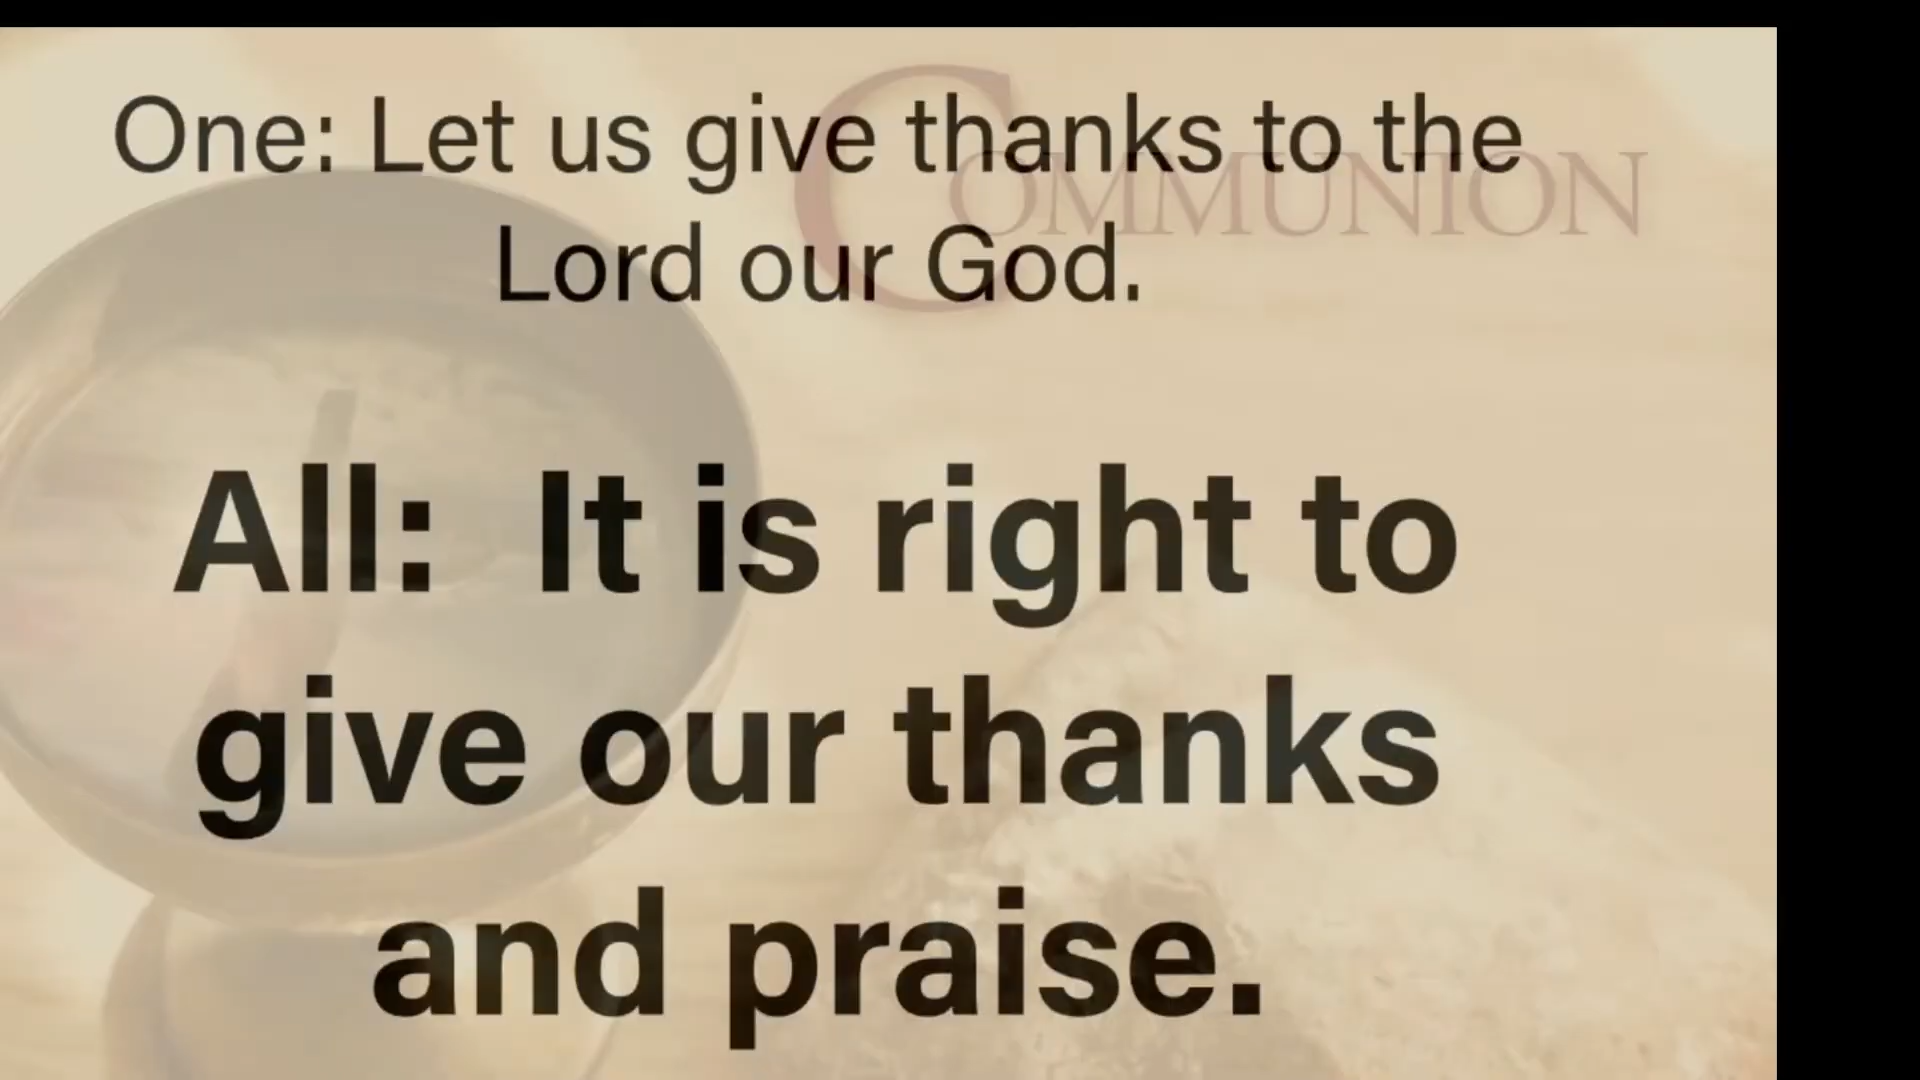 COMMUNION
One: Let us give thanks to the
Lord our God.
All: It is right to
give our thanks
and praise.